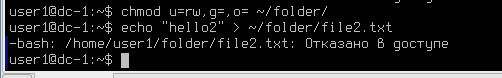 user1@dc-1:~$ chmod u=rw,g=,o= ~/folder/
user1@dc-1:~$ echo "hello2" > ~/folder/file2.txt
-bash: /home/user1/folder/file2.txt: Отказано в доступе
user1@dc-1:~$